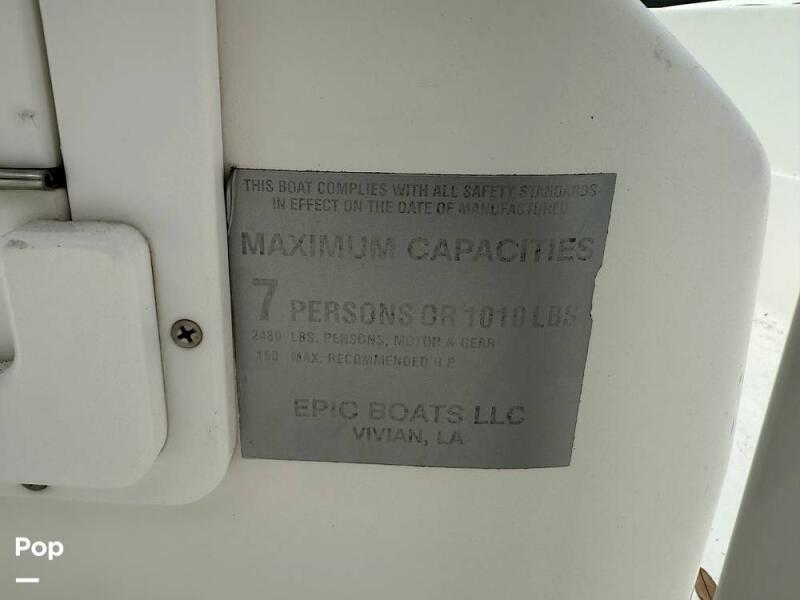 THIS BOAT COMPLIES WITH ALL SAFETY STANDARDS
IN EFFECT ON THE DATE OF MANUFACTURED
MAXIMUM CAPACITIES
7 PERSONS OR 1010 LBS
2480 LBS. PERSONS, MOTOR & GEAR
150 MAX. RECOMMENDED H.P.
EPIC BOATS LLC
VIVIAN, LA
Pop